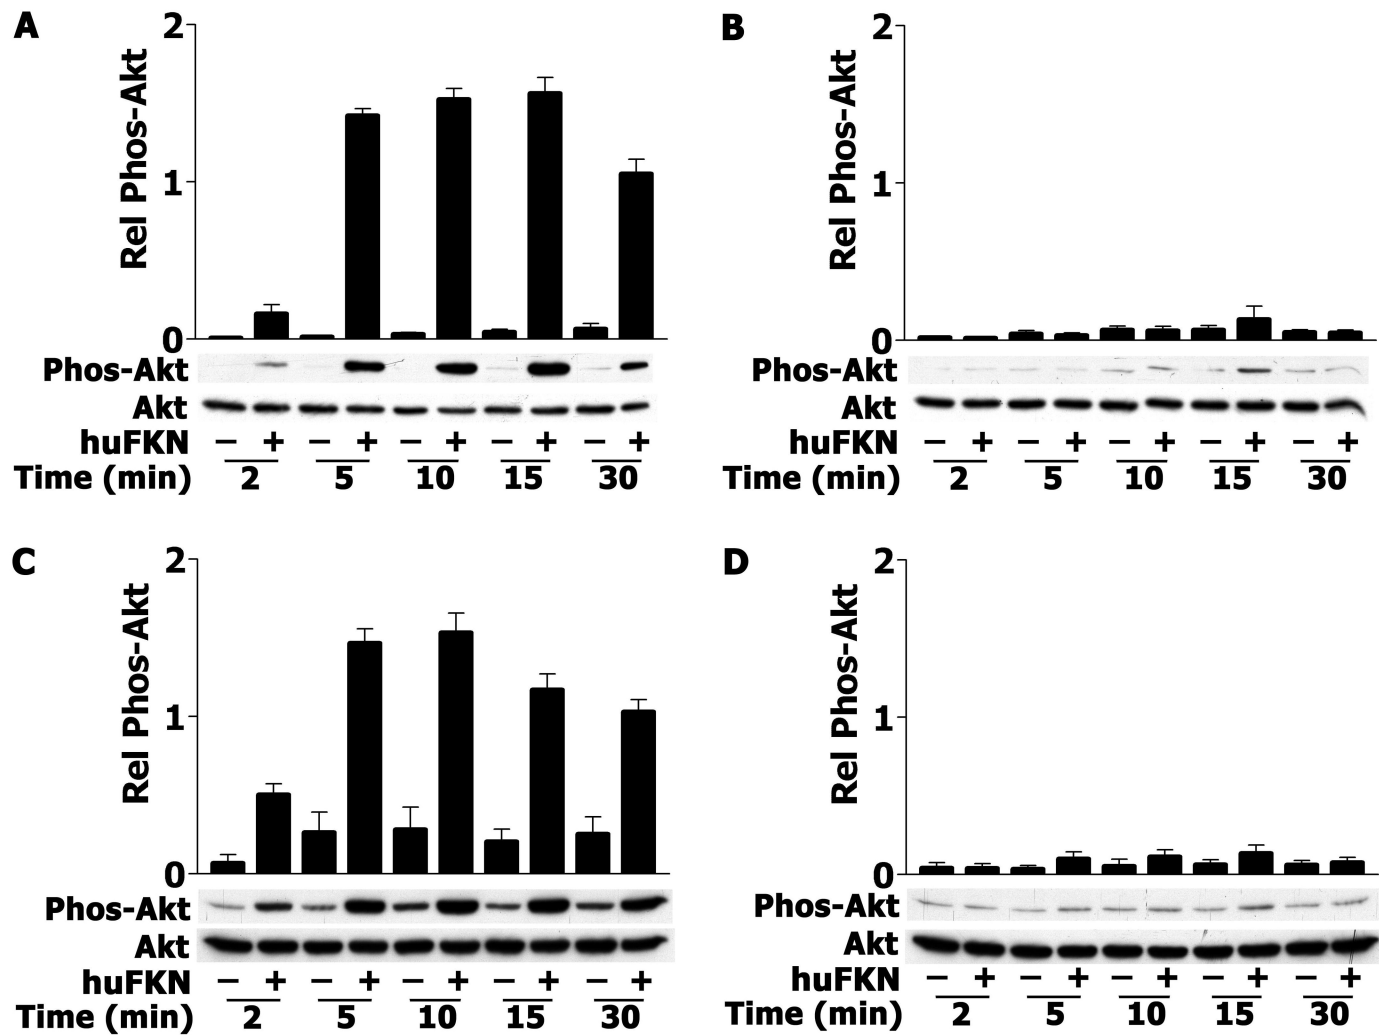 A
B
2
1
0
Rel Phos-Akt
Phos-Akt
Akt
huFKN − + − + − + − + − +
Time (min) 2 5 10 15 30
2
1
0
Rel Phos-Akt
Phos-Akt
Akt
huFKN − + − + − + − + − +
Time (min) 2 5 10 15 30
C
D
2
1
0
Rel Phos-Akt
Phos-Akt
Akt
huFKN − + − + − + − + − +
Time (min) 2 5 10 15 30
2
1
0
Rel Phos-Akt
Phos-Akt
Akt
huFKN − + − + − + − + − +
Time (min) 2 5 10 15 30